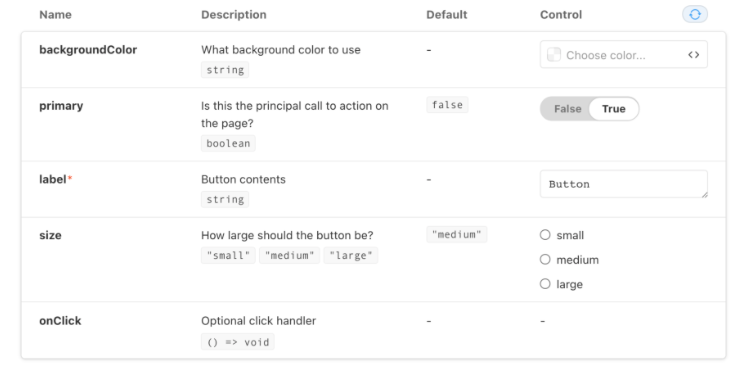 Name Description Default Control
backgroundColor What background color to use - Choose color... <>
string
primary Is this the principal call to action on false False True
the page?
boolean
label* Button contents - Button
string
size How large should the button be? "medium" small
"small" "medium" "large" medium
large
onClick Optional click handler - -
() => void